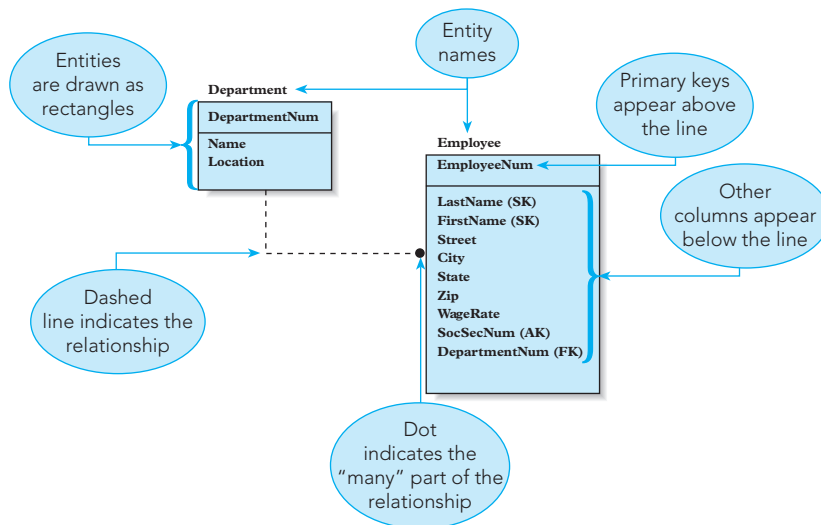 Entity
names
Entities
are drawn as
rectangles
Department
DepartmentNum
Name
Location
Primary keys
appear above
the line
Employee
EmployeeNum
LastName (SK)
FirstName (SK)
Street
City
State
Zip
WageRate
SocSecNum (AK)
DepartmentNum (FK)
Other
columns appear
below the line
Dashed
line indicates the
relationship
Dot
indicates the
“many” part of the
relationship